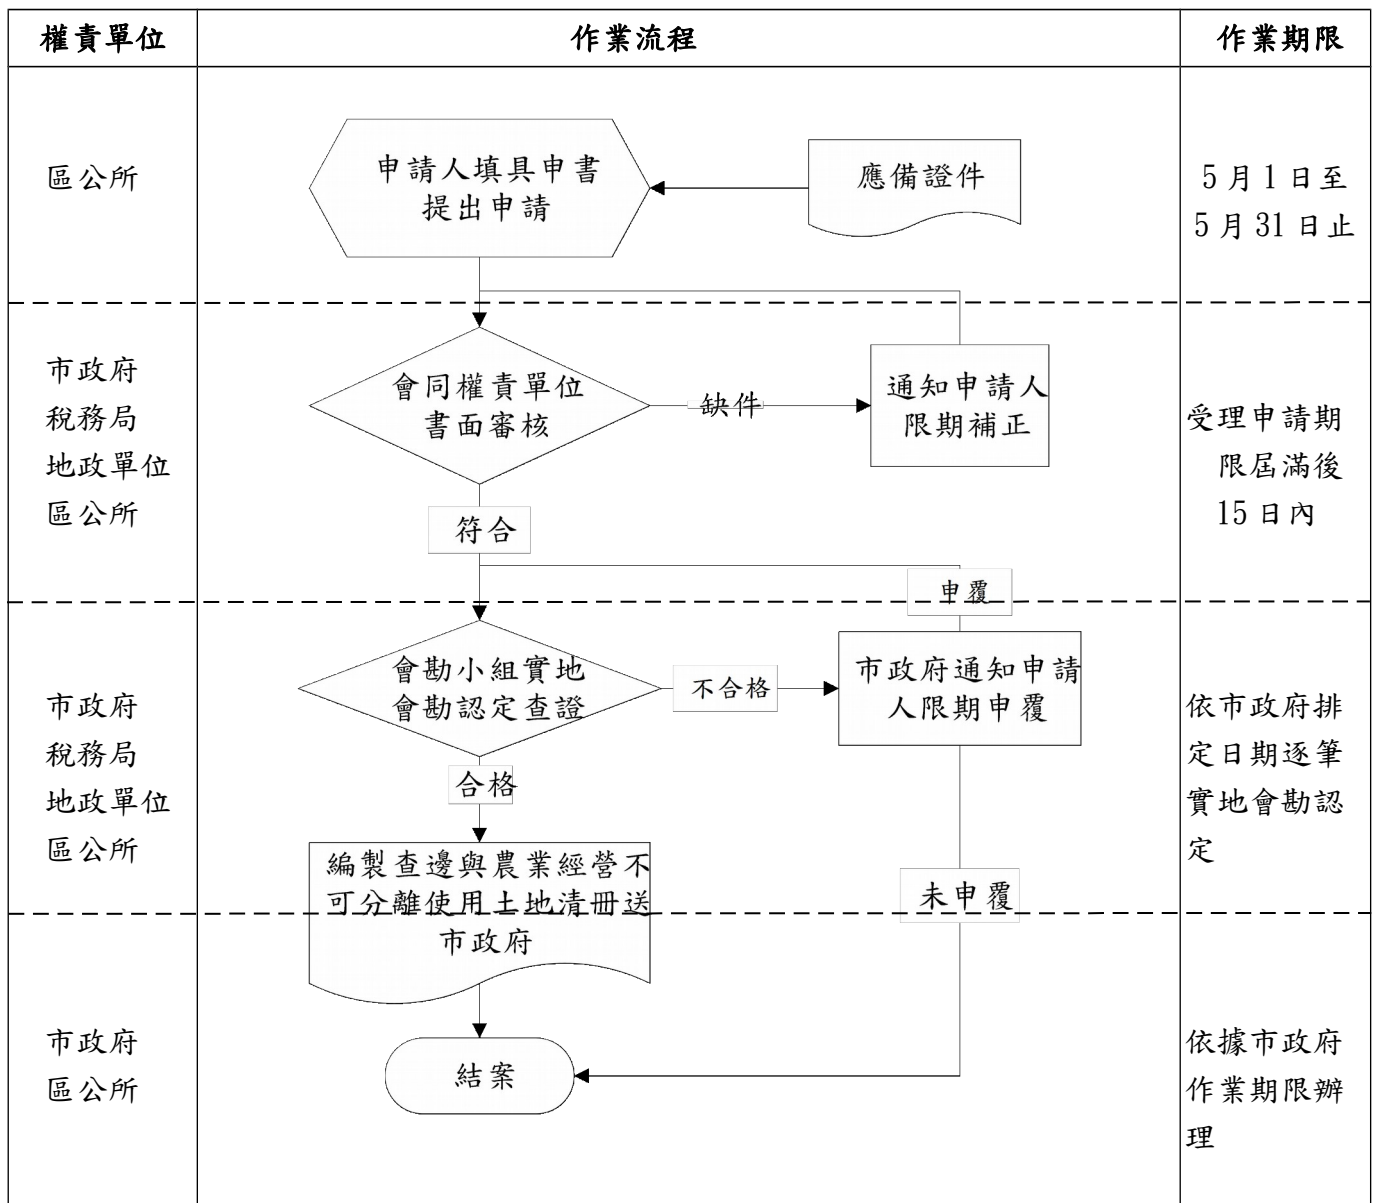 權責單位
作業流程
作業期限
區公所
申請人填具申書
提出申請
應備證件
5月1日至
5月31日止
市政府
稅務局
地政單位
區公所
會同權責單位
書面審核
缺件
通知申請人
限期補正
受理申請期
限屆滿後
15日內
符合
申覆
市政府
稅務局
地政單位
區公所
會勘小組實地
會勘認定查證
不合格
市政府通知申請
人限期申覆
依市政府排
定日期逐筆
實地會勘認
定
合格
編製查邊與農業經營不
可分離使用土地清冊送
市政府
未申覆
市政府
區公所
結案
依據市政府
作業期限辦
理